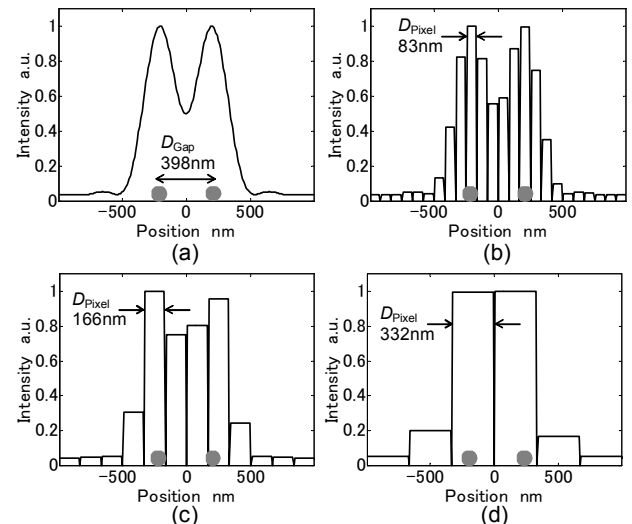 Intensity a.u.
1
0.8
0.6
0.4
0.2
0
D_Gap
398nm
−500 0 500
Position nm
(a)
Intensity a.u.
1
0.8
0.6
0.4
0.2
0
D_Pixel
83nm
−500 0 500
Position nm
(b)
Intensity a.u.
1
0.8
0.6
0.4
0.2
0
D_Pixel
166nm
−500 0 500
Position nm
(c)
Intensity a.u.
1
0.8
0.6
0.4
0.2
0
D_Pixel
332nm
−500 0 500
Position nm
(d)